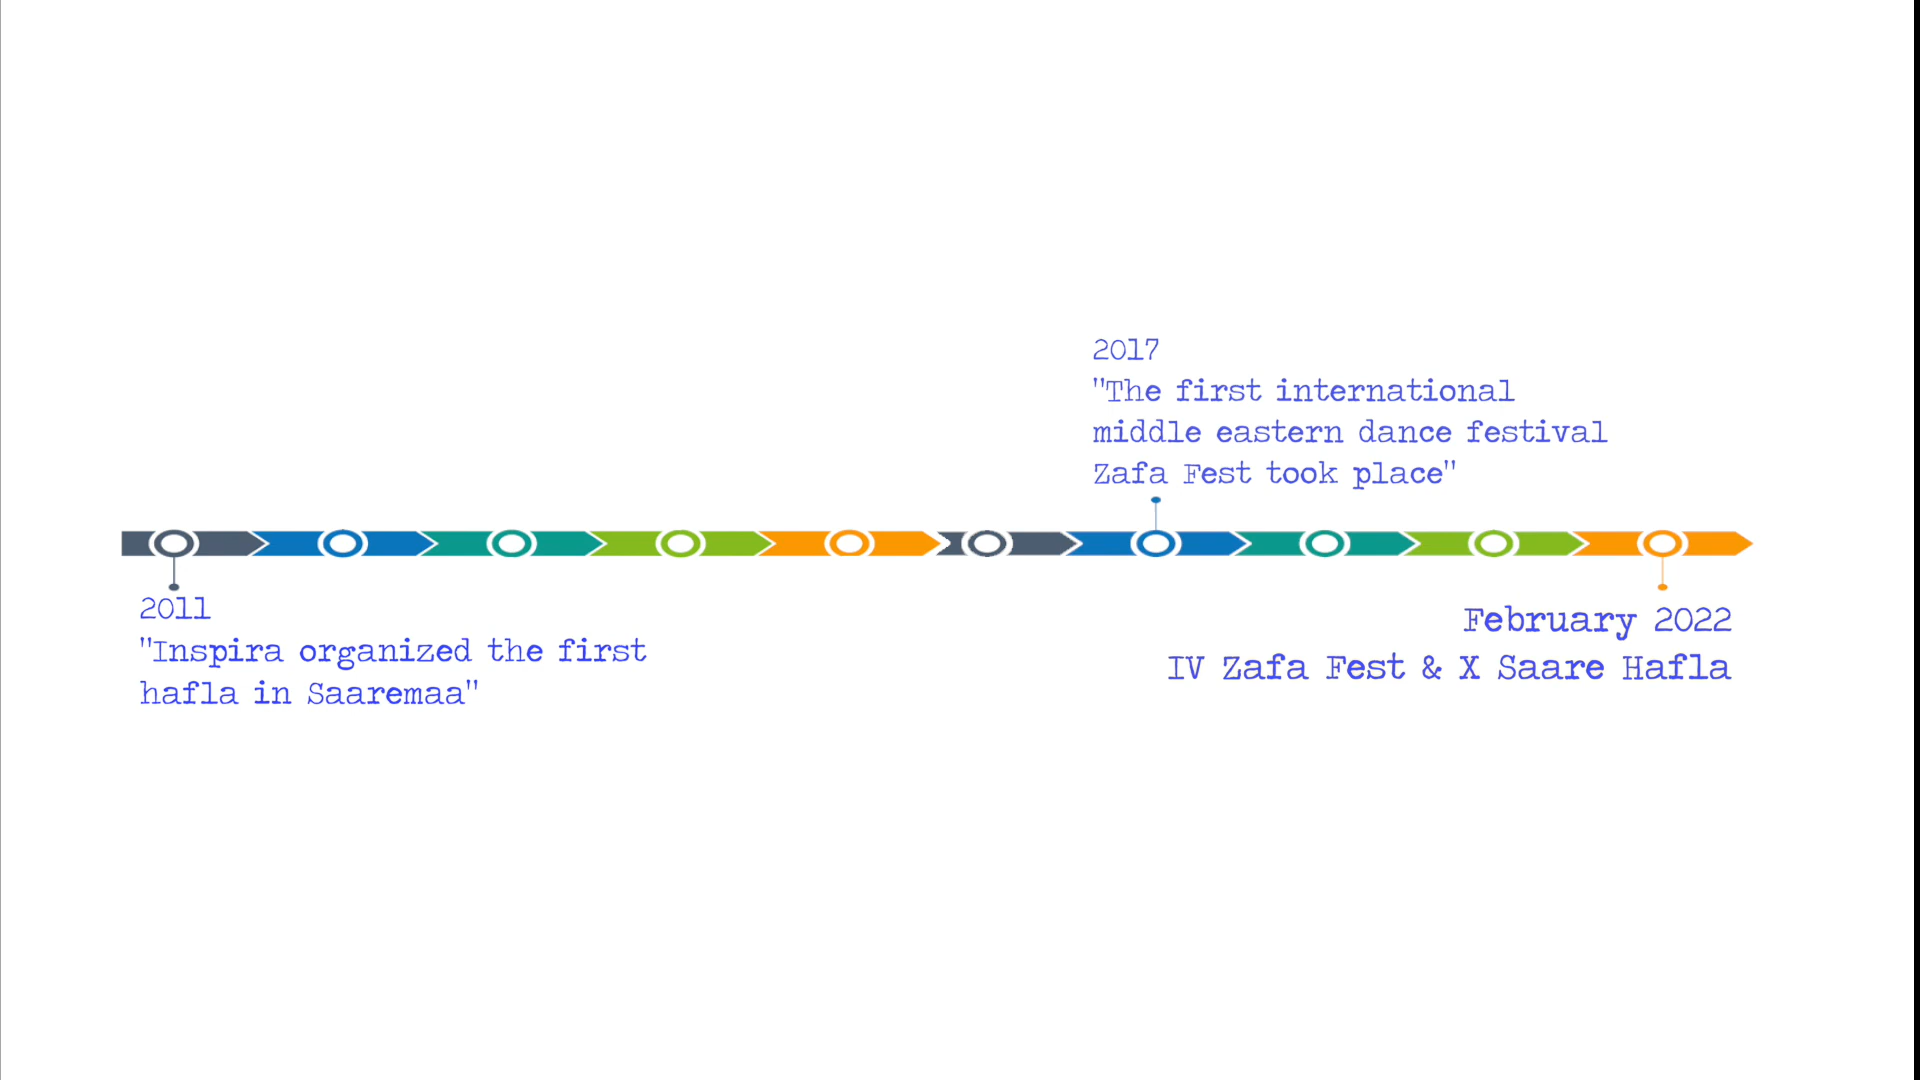 2017
"The first international
middle eastern dance festival
Zafa Fest took place"
2011
"Inspira organized the first
hafla in Saaremaa"
February 2022
IV Zafa Fest & X Saare Hafla